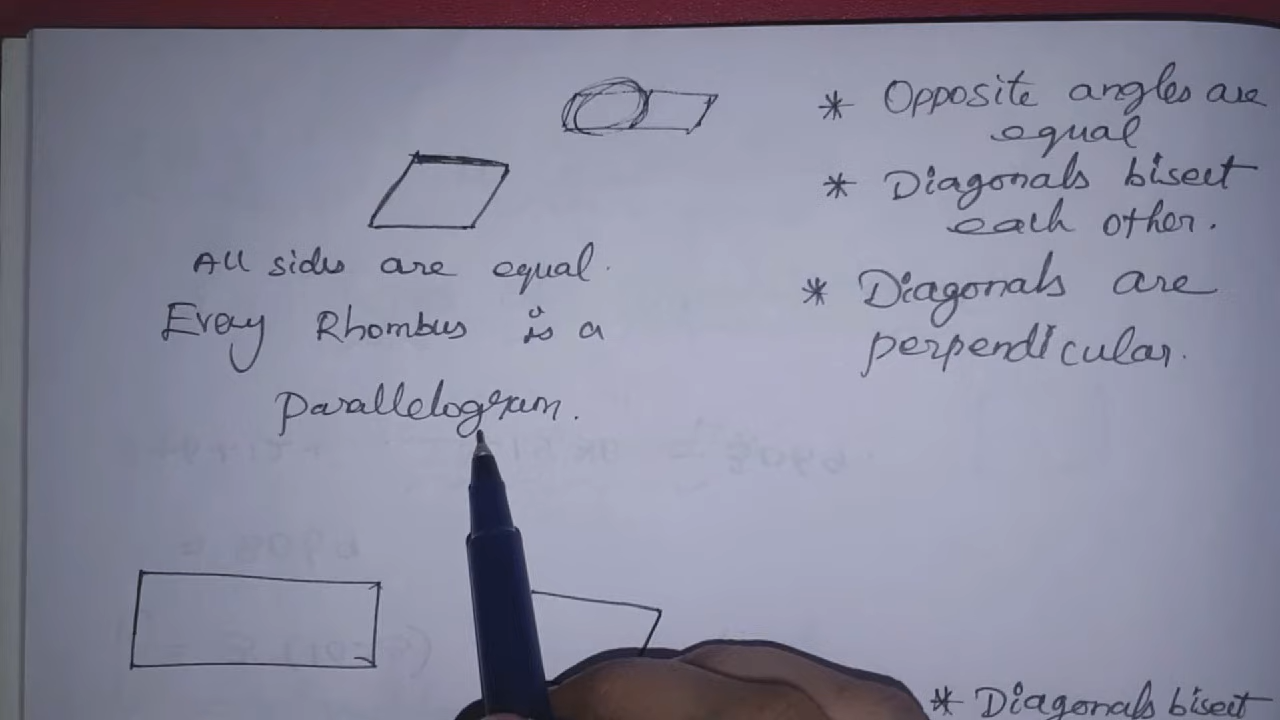 All sides are equal.
Every Rhombus is a
parallelogram.
* Opposite angles are
equal
* Diagonals bisect
each other.
* Diagonals are
perpendicular.
* Diagonals bisect